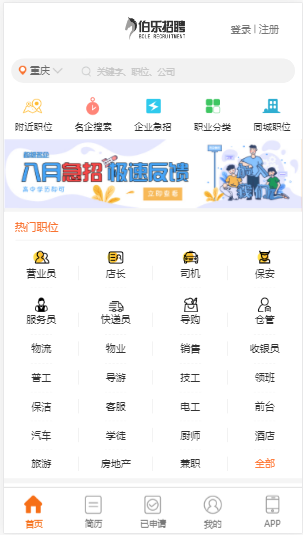 伯乐招聘
BOLE RECRUITMENT
登录 | 注册
重庆
关键字、职位、公司
附近职位 名企搜索 企业急招 职业分类 同城职位
八月急招 极速反馈
立即查看
热门职位
营业员 店长 司机 保安
服务员 快递员 导购 仓管
物流 物业 销售 收银员
普工 导游 技工 领班
保洁 客服 电工 前台
汽车 学徒 厨师 酒店
旅游 房地产 兼职 全部
首页 简历 已申请 我的 APP